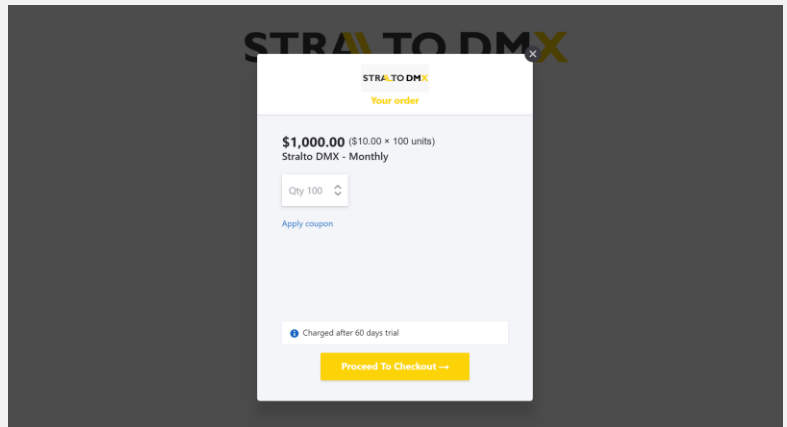 STRALTO DMX
×
STRALTO DMX
Your order
$1,000.00 ($10.00 × 100 units)
Stralto DMX - Monthly
Qty 100
Apply coupon
Charged after 60 days trial
Proceed To Checkout →